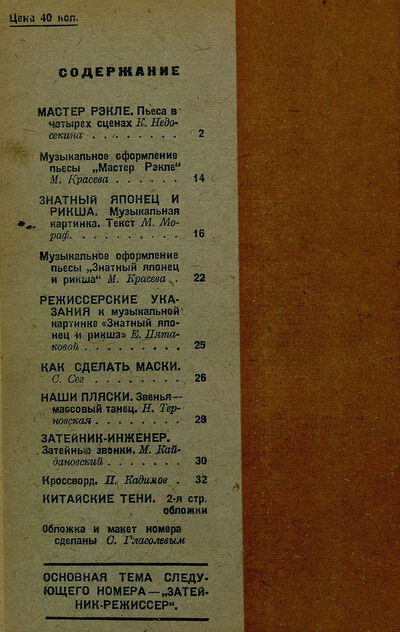 Цена 40 коп.
СОДЕРЖАНИЕ
МАСТЕР РЭКЛЕ. Пьеса в
четырех сценах К. Недо-
секина . . . . . . . 2
Музыкальное оформление
пьесы „Мастер Рэкле“
М. Красева . . . . . . 14
ЗНАТНЫЙ ЯПОНЕЦ И
РИКША. Музыкальная
картинка. Текст М. Мо-
раф. . . . . . . . . 16
Музыкальное оформление
пьесы „Знатный японец
и рикша“ М. Красева . 22
РЕЖИССЕРСКИЕ УКА-
ЗАНИЯ к музыкальной
картинке «Знатный япо-
нец и рикша» Е. Пята-
ковой . . . . . . . . 25
КАК СДЕЛАТЬ МАСКИ.
С. Сег . . . . . . . . 26
НАШИ ПЛЯСКИ. Звенья—
массовый танец. Н. Тер-
новская . . . . . . . 28
ЗАТЕЙНИК-ИНЖЕНЕР.
Затейные звонки. М. Кай-
дановский . . . . . . 30
Кроссворд. И. Кадимов . 32
КИТАЙСКИЕ ТЕНИ. 2-я стр.
обложки
Обложка и макет номера
сделаны С. Глаголевым
ОСНОВНАЯ ТЕМА СЛЕДУ-
ЮЩЕГО НОМЕРА—„ЗАТЕЙ-
НИК-РЕЖИССЕР“.